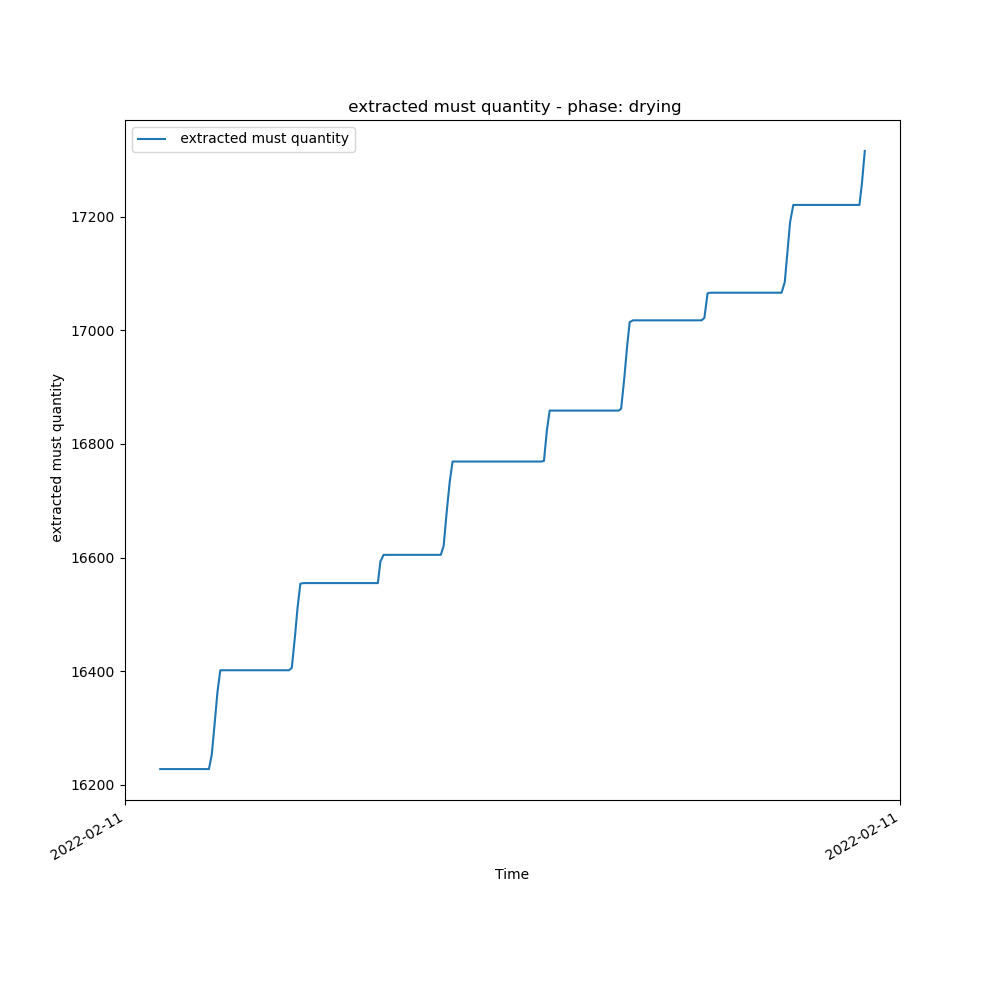 extracted must quantity - phase: drying
extracted must quantity
17200
17000
16800
16600
16400
16200
extracted must quantity
2022-02-11
2022-02-11
Time